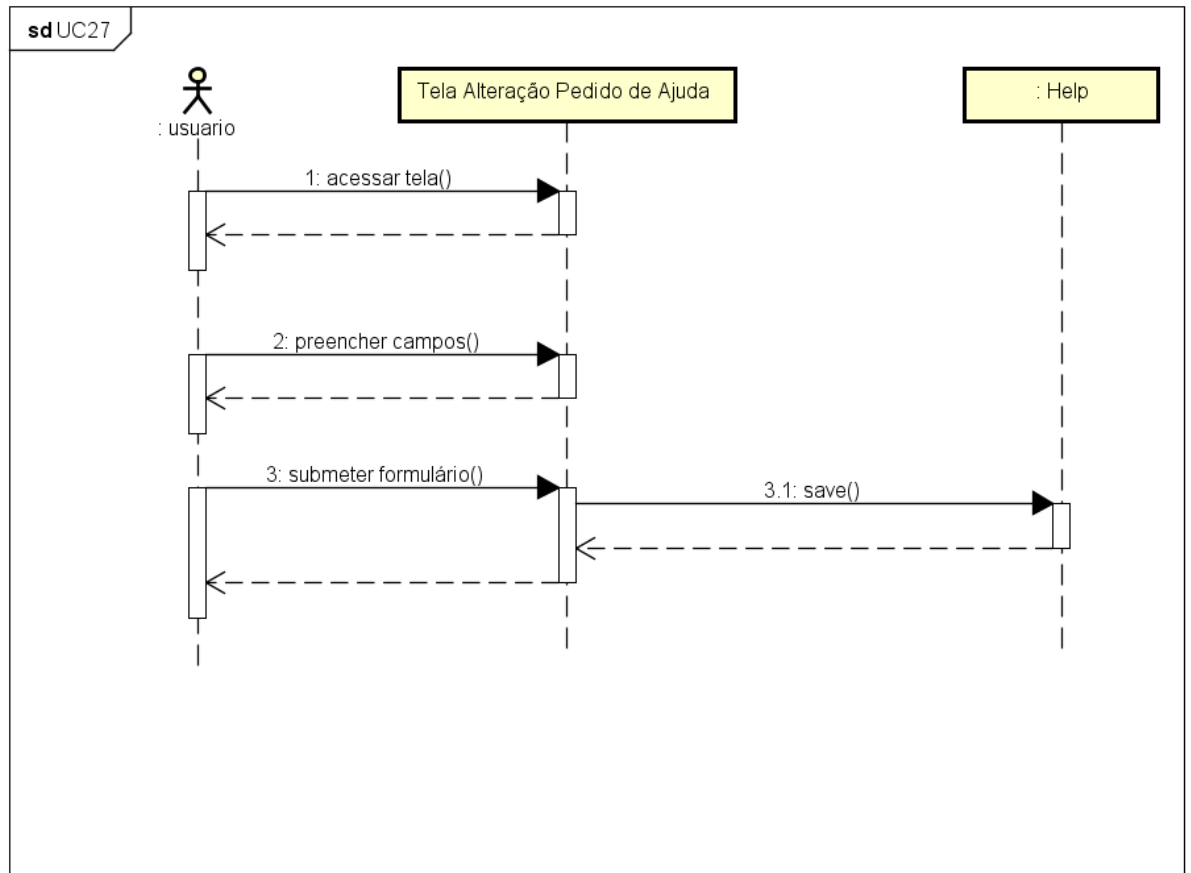 sd UC27
: usuario
Tela Alteração Pedido de Ajuda
: Help
1: acessar tela()
2: preencher campos()
3: submeter formulário()
3.1: save()